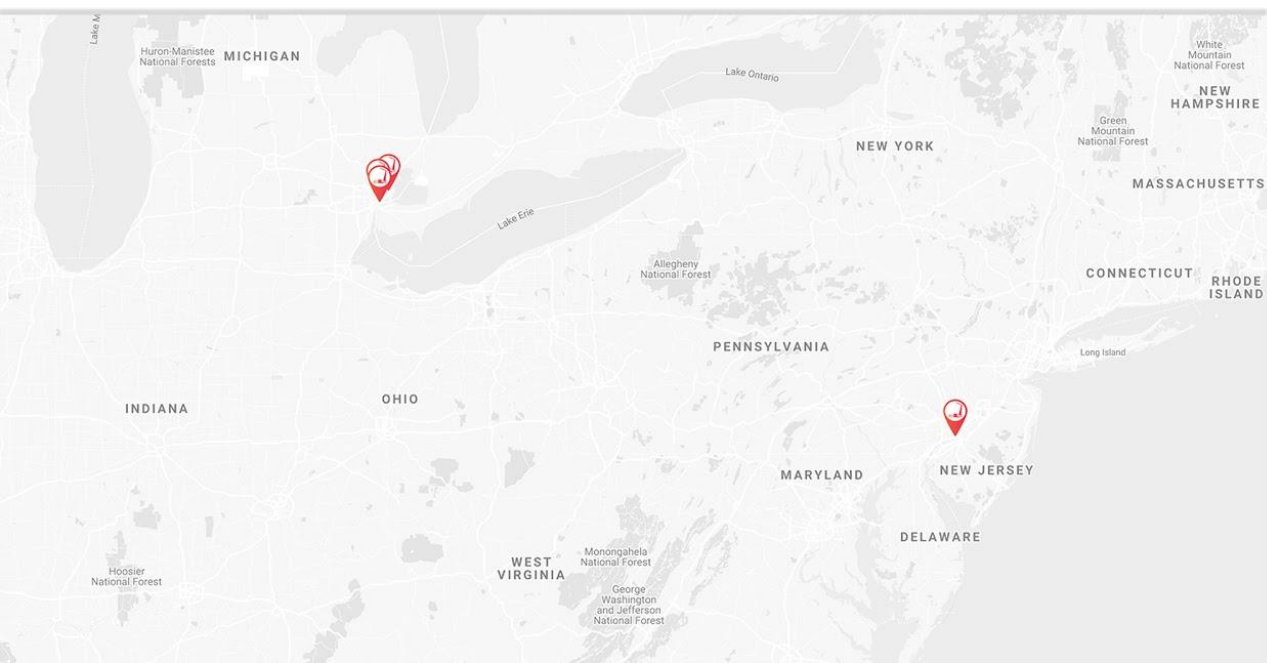 Lake M
Huron-Manistee
National Forests
MICHIGAN
Lake Ontario
White
Mountain
National Forest
NEW
HAMPSHIRE
Green
Mountain
National Forest
NEW YORK
MASSACHUSETTS
Lake Erie
Allegheny
National Forest
CONNECTICUT
RHODE
ISLAND
PENNSYLVANIA
Long Island
INDIANA
OHIO
MARYLAND
NEW JERSEY
DELAWARE
WEST
VIRGINIA
Monongahela
National Forest
Hoosier
National Forest
George
Washington
and Jefferson
National Forest